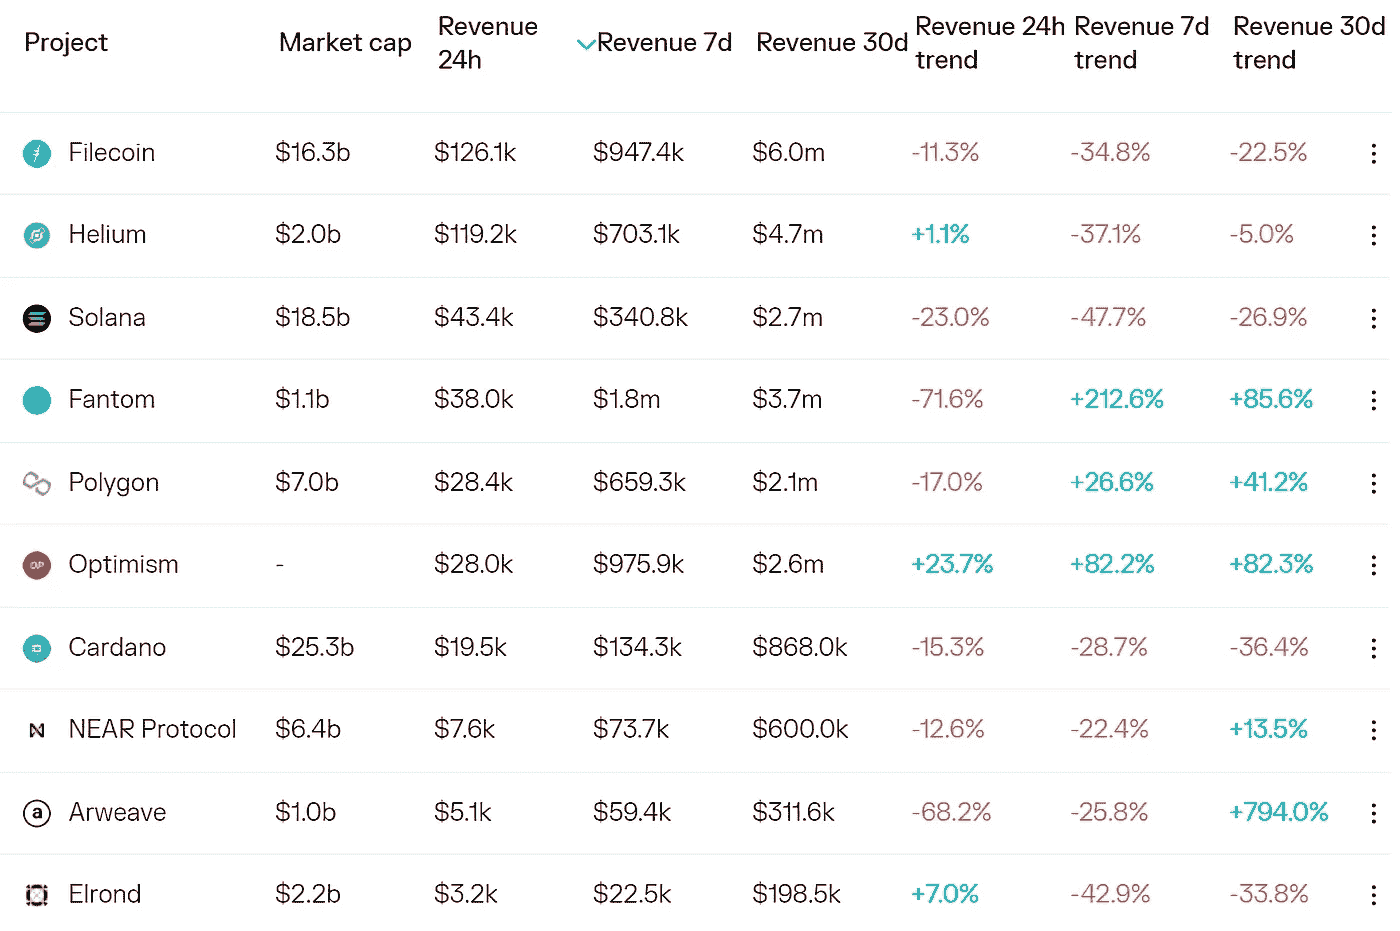 Project Market cap Revenue 24h Revenue 7d Revenue 30d Revenue 24h trend Revenue 7d trend Revenue 30d trend
Filecoin $16.3b $126.1k $947.4k $6.0m -11.3% -34.8% -22.5%
Helium $2.0b $119.2k $703.1k $4.7m +1.1% -37.1% -5.0%
Solana $18.5b $43.4k $340.8k $2.7m -23.0% -47.7% -26.9%
Fantom $1.1b $38.0k $1.8m $3.7m -71.6% +212.6% +85.6%
Polygon $7.0b $28.4k $659.3k $2.1m -17.0% +26.6% +41.2%
OP Optimism - $28.0k $975.9k $2.6m +23.7% +82.2% +82.3%
Cardano $25.3b $19.5k $134.3k $868.0k -15.3% -28.7% -36.4%
NEAR Protocol $6.4b $7.6k $73.7k $600.0k -12.6% -22.4% +13.5%
a Arweave $1.0b $5.1k $59.4k $311.6k -68.2% -25.8% +794.0%
Elrond $2.2b $3.2k $22.5k $198.5k +7.0% -42.9% -33.8%